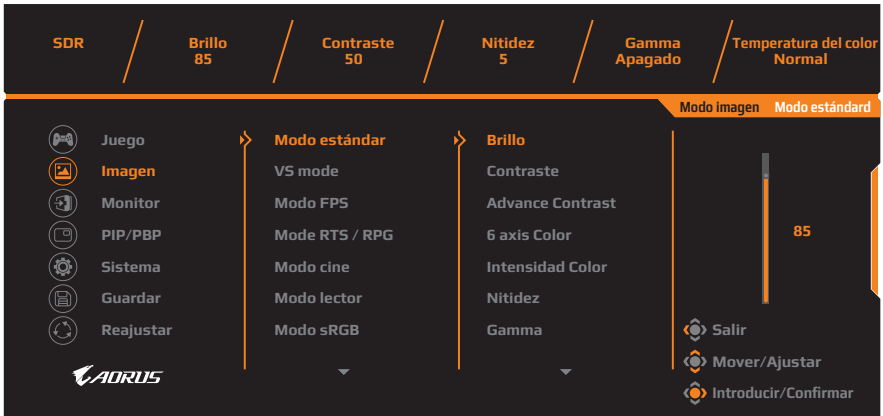 SDR
Brillo
85
Contraste
50
Nitidez
5
Gamma
Apagado
Temperatura del color
Normal
Modo imagen Modo estándard
Juego
Imagen
Monitor
PIP/PBP
Sistema
Guardar
Reajustar
AORUS
Modo estándar
VS mode
Modo FPS
Mode RTS / RPG
Modo cine
Modo lector
Modo sRGB
Brillo
Contraste
Advance Contrast
6 axis Color
Intensidad Color
Nitidez
Gamma
85
Salir
Mover/Ajustar
Introducir/Confirmar